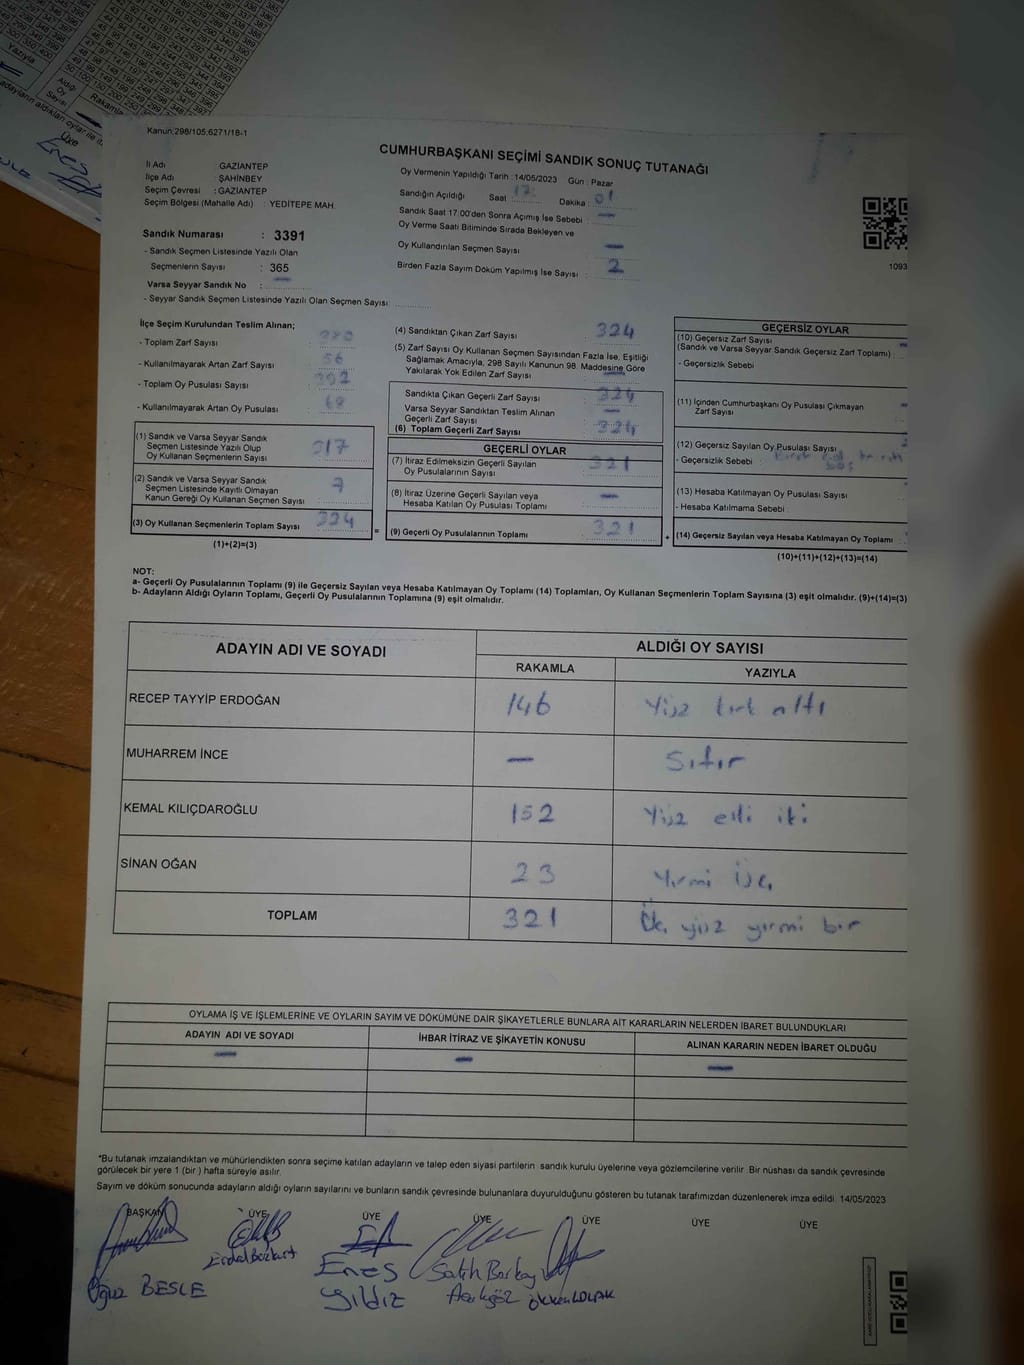 Kanun:298/105;6271/18-1
CUMHURBAŞKANI SEÇİMİ SANDIK SONUÇ TUTANAĞI
İl Adı GAZİANTEP
İlçe Adı ŞAHİNBEY
Seçim Çevresi : GAZİANTEP
Seçim Bölgesi (Mahalle Adı) : YEDİTEPE MAH.
Sandık Numarası : 3391
- Sandık Seçmen Listesinde Yazılı Olan
Seçmenlerin Sayısı : 365
Varsa Seyyar Sandık No : —
- Seyyar Sandık Seçmen Listesinde Yazılı Olan Seçmen Sayısı:
Oy Vermenin Yapıldığı Tarih :14/05/2023 Gün : Pazar
Sandığın Açıldığı Saat 17: Dakika : 01
Sandık Saat 17:00'den Sonra Açımış İse Sebebi : —
Oy Verme Saati Bitiminde Sırada Bekleyen ve
Oy Kullandırılan Seçmen Sayısı —
Birden Fazla Sayım Döküm Yapılmış İse Sayısı : 2
1093
İlçe Seçim Kurulundan Teslim Alınan;
- Toplam Zarf Sayısı : 380
- Kullanılmayarak Artan Zarf Sayısı : 56
- Toplam Oy Pusulası Sayısı : 392
- Kullanılmayarak Artan Oy Pusulası : 68
(1) Sandık ve Varsa Seyyar Sandık
Seçmen Listesinde Yazılı Olup
Oy Kullanan Seçmenlerin Sayısı : 317
(2) Sandık ve Varsa Seyyar Sandık
Seçmen Listesinde Kayıtlı Olmayan
Kanun Gereği Oy Kullanan Seçmen Sayısı : 7
(3) Oy Kullanan Seçmenlerin Toplam Sayısı : 324
(1)+(2)=(3)
(4) Sandıktan Çıkan Zarf Sayısı : 324
(5) Zarf Sayısı Oy Kullanan Seçmen Sayısından Fazla İse, Eşitliği
Sağlamak Amacıyla, 298 Sayılı Kanunun 98. Maddesine Göre
Yakılarak Yok Edilen Zarf Sayısı : —
Sandıkta Çıkan Geçerli Zarf Sayısı : 324
Varsa Seyyar Sandıktan Teslim Alınan
Geçerli Zarf Sayısı : —
(6) Toplam Geçerli Zarf Sayısı : 324
GEÇERLİ OYLAR
(7) İtiraz Edilmeksizin Geçerli Sayılan
Oy Pusulalarının Sayısı : 321
(8) İtiraz Üzerine Geçerli Sayılan veya
Hesaba Katılan Oy Pusulası Toplamı : —
= (9) Geçerli Oy Pusulalarının Toplamı : 321 +
GEÇERSİZ OYLAR
(10) Geçersiz Zarf Sayısı
(Sandık ve Varsa Seyyar Sandık Geçersiz Zarf Toplamı) :
- Geçersizlik Sebebi :
(11) İçinden Cumhurbaşkanı Oy Pusulası Çıkmayan
Zarf Sayısı
(12) Geçersiz Sayılan Oy Pusulası Sayısı
- Geçersizlik Sebebi : boş
(13) Hesaba Katılmayan Oy Pusulası Sayısı
- Hesaba Katılmama Sebebi :
(14) Geçersiz Sayılan veya Hesaba Katılmayan Oy Toplamı :
(10)+(11)+(12)+(13)=(14)
NOT:
a- Geçerli Oy Pusulalarının Toplamı (9) ile Geçersiz Sayılan veya Hesaba Katılmayan Oy Toplamı (14) Toplamları, Oy Kullanan Seçmenlerin Toplam Sayısına (3) eşit olmalıdır. (9)+(14)=(3)
b- Adayların Aldığı Oyların Toplamı, Geçerli Oy Pusulalarının Toplamına (9) eşit olmalıdır.
ADAYIN ADI VE SOYADI ALDIĞI OY SAYISI
RAKAMLA YAZIYLA
RECEP TAYYİP ERDOĞAN 146 Yüz kırk altı
MUHARREM İNCE — Sıfır
KEMAL KILIÇDAROĞLU 152 Yüz elli iki
SİNAN OĞAN 23 Yirmi üç
TOPLAM 321 Üç yüz yirmi bir
OYLAMA İŞ VE İŞLEMLERİNE VE OYLARIN SAYIM VE DÖKÜMÜNE DAİR ŞİKAYETLERLE BUNLARA AİT KARARLARIN NELERDEN İBARET BULUNDUKLARI
ADAYIN ADI VE SOYADI İHBAR İTİRAZ VE ŞİKAYETİN KONUSU ALINAN KARARIN NEDEN İBARET OLDUĞU
— — —
*Bu tutanak imzalandıktan ve mühürlendikten sonra seçime katılan adayların ve talep eden siyasi partilerin sandık kurulu üyelerine veya gözlemcilerine verilir. Bir nüshası da sandık çevresinde
görülecek bir yere 1 (bir) hafta süreyle asılır.
Sayım ve döküm sonucunda adayların aldığı oyların sayılarını ve bunların sandık çevresinde bulunanlara duyurulduğunu gösteren bu tutanak tarafımızdan düzenlenerek imza edildi. 14/05/2023
BAŞKAN ÜYE ÜYE ÜYE ÜYE ÜYE ÜYE
Oğuz BESLE
Erdal Bozkurt
Enes
Yıldız
Salih Berkay
Açıkgöz